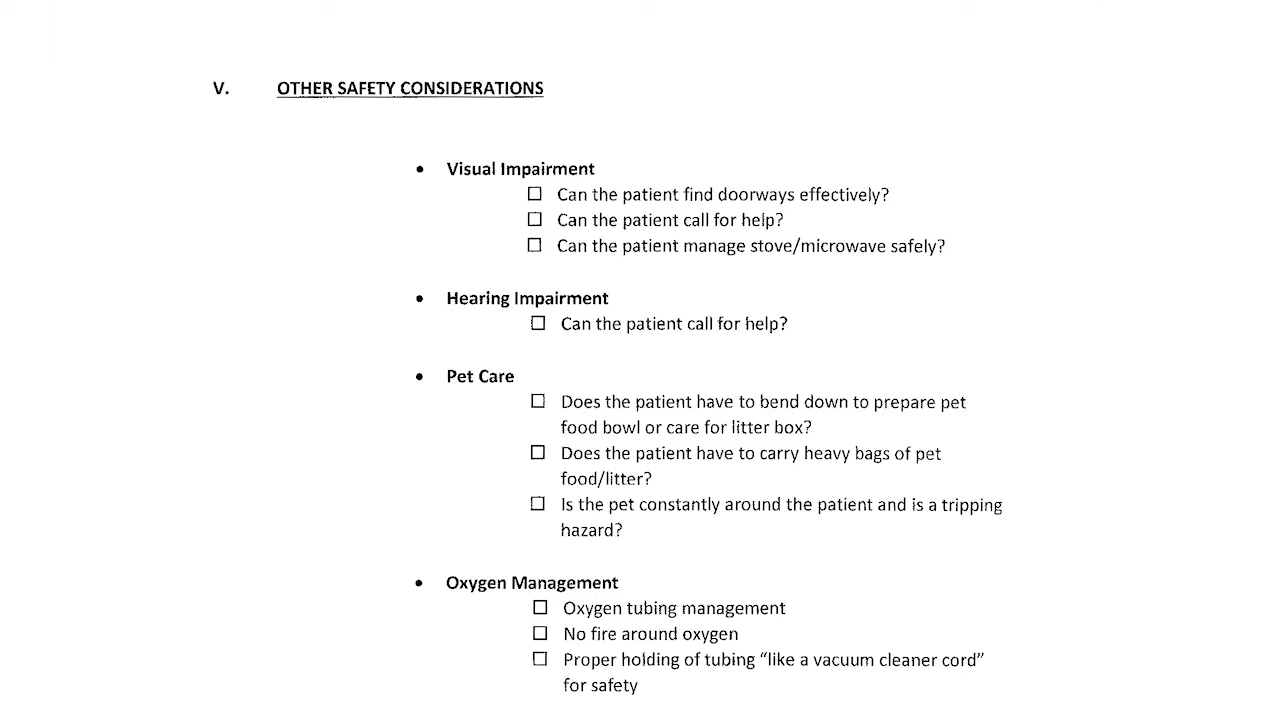 V. OTHER SAFETY CONSIDERATIONS
• Visual Impairment
☐ Can the patient find doorways effectively?
☐ Can the patient call for help?
☐ Can the patient manage stove/microwave safely?
• Hearing Impairment
☐ Can the patient call for help?
• Pet Care
☐ Does the patient have to bend down to prepare pet
food bowl or care for litter box?
☐ Does the patient have to carry heavy bags of pet
food/litter?
☐ Is the pet constantly around the patient and is a tripping
hazard?
• Oxygen Management
☐ Oxygen tubing management
☐ No fire around oxygen
☐ Proper holding of tubing “like a vacuum cleaner cord”
for safety